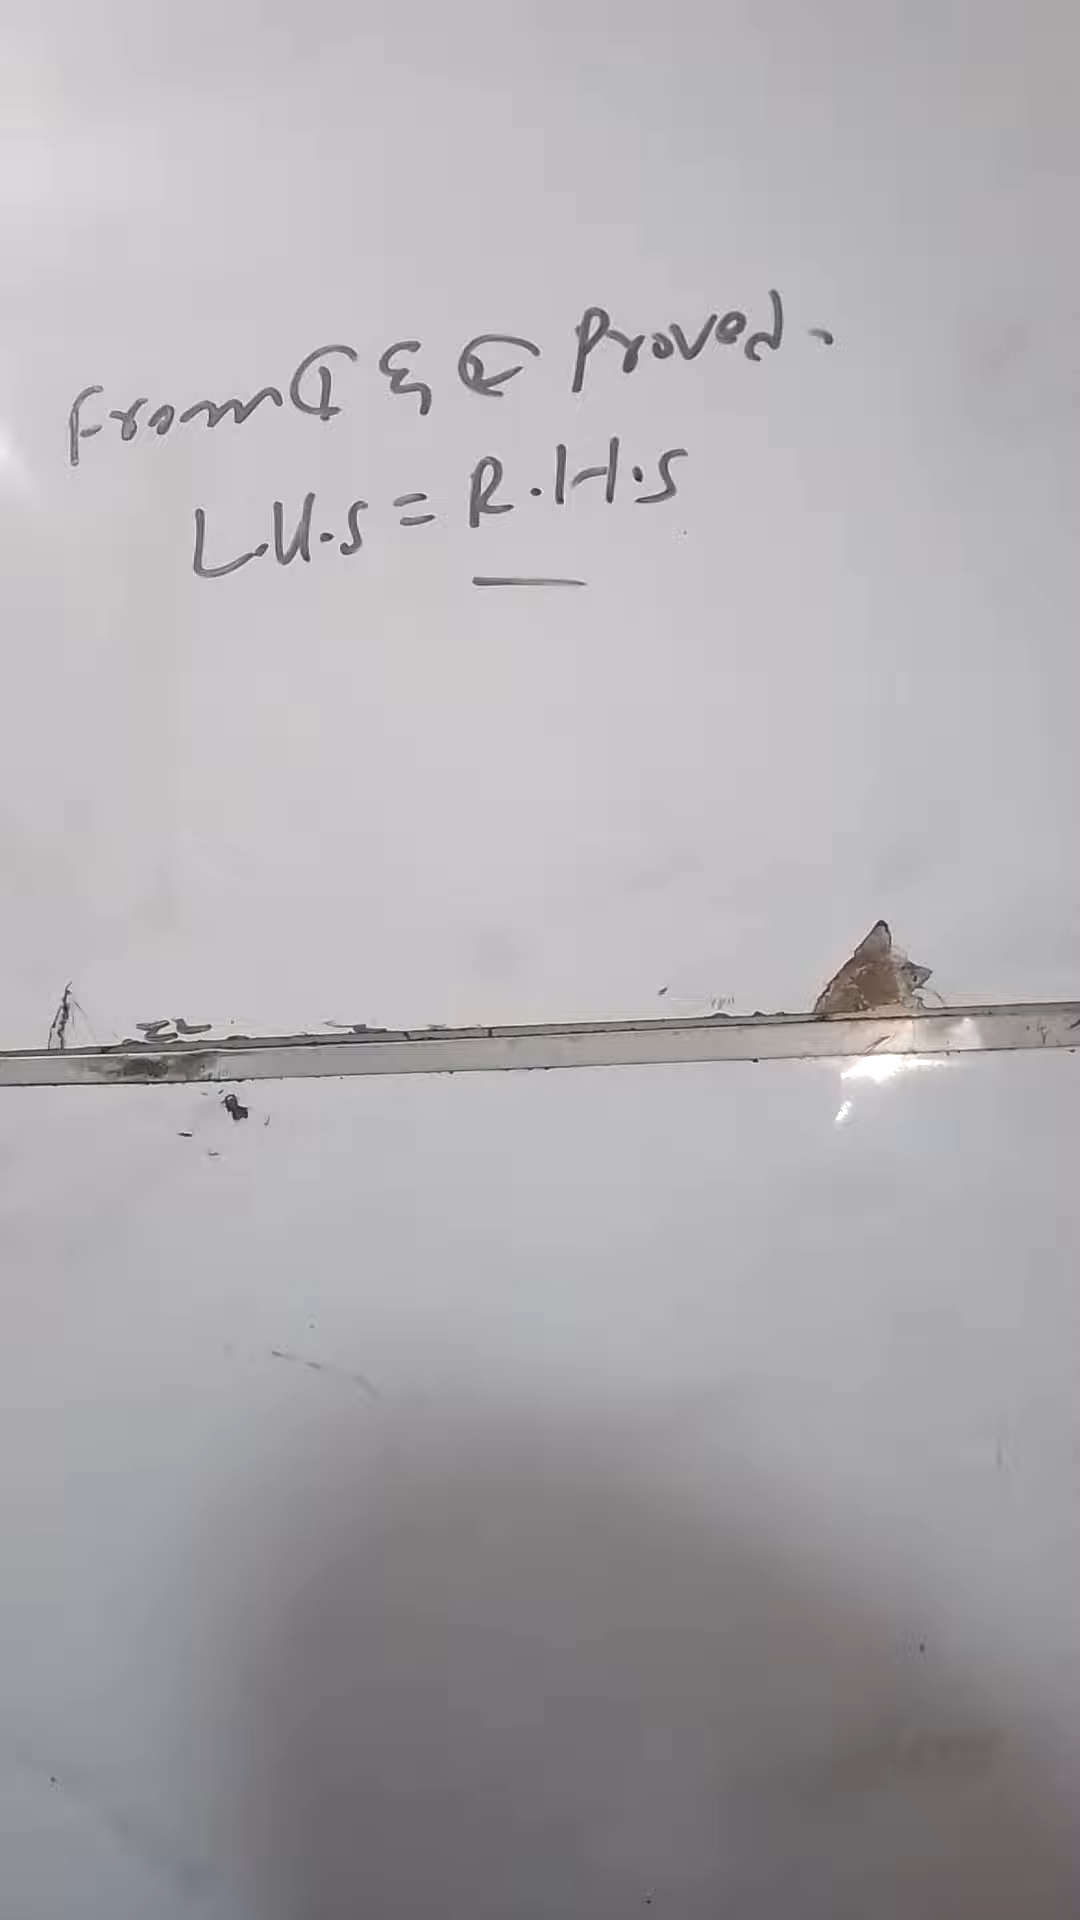 From ① & ② Proved.
L.H.S = R.H.S